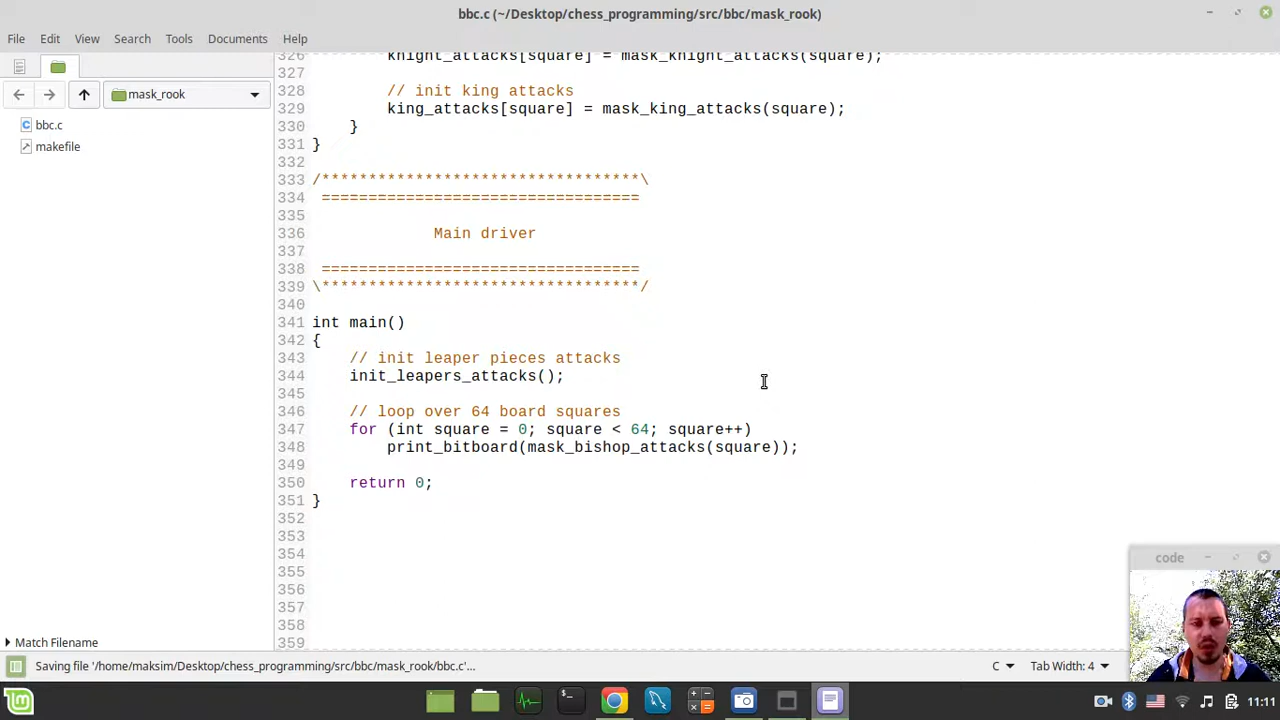 bbc.c (~/Desktop/chess_programming/src/bbc/mask_rook)
File Edit View Search Tools Documents Help
mask_rook
bbc.c
makefile
Match Filename
326 knight_attacks[square] = mask_knight_attacks(square);
327
328 // init king attacks
329 king_attacks[square] = mask_king_attacks(square);
330 }
331 }
332
333 /**********************************\
334 ==================================
335
336 Main driver
337
338 ==================================
339 \**********************************/
340
341 int main()
342 {
343 // init leaper pieces attacks
344 init_leapers_attacks();
345
346 // loop over 64 board squares
347 for (int square = 0; square < 64; square++)
348 print_bitboard(mask_bishop_attacks(square));
349
350 return 0;
351 }
352
353
354
355
356
357
358
359
code
Saving file '/home/maksim/Desktop/chess_programming/src/bbc/mask_rook/bbc.c'...
C Tab Width: 4
11:11